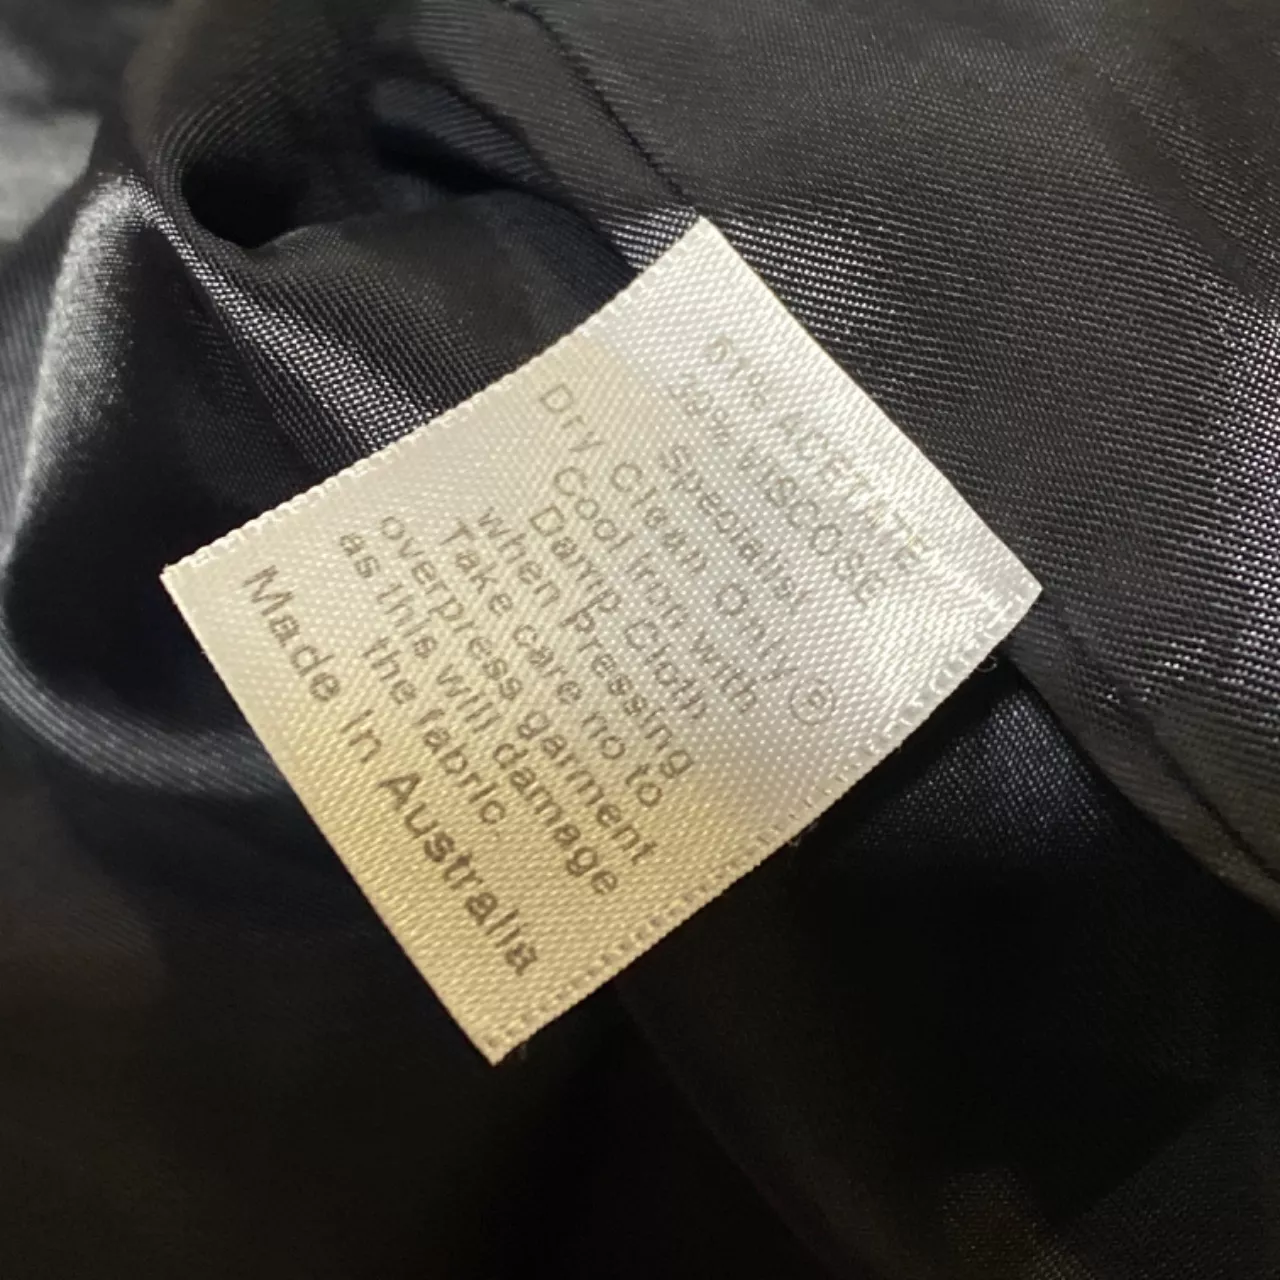 ACETATE
% VISCOSE
Specialist
Dry Clean Only Ⓟ
Cool Iron with
Damp Cloth
when Pressing
Take care no to
overpress garment
as this will damage
the fabric.
Made In Australia